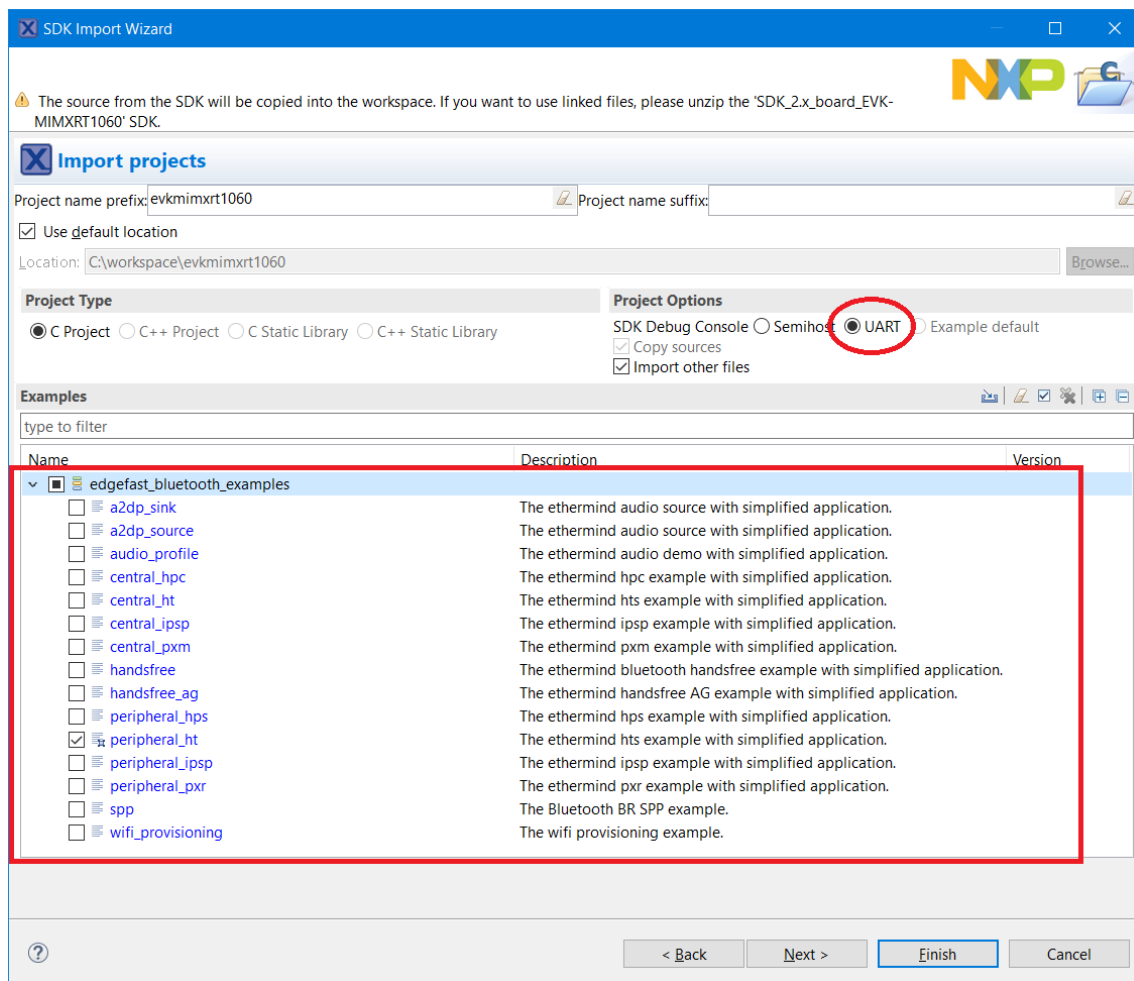 SDK Import Wizard
NXP
The source from the SDK will be copied into the workspace. If you want to use linked files, please unzip the 'SDK_2.x_board_EVK-
MIMXRT1060' SDK.
Import projects
Project name prefix: evkmimxrt1060 Project name suffix:
Use default location
Location: C:\workspace\evkmimxrt1060 Browse...
Project Type Project Options
C Project C++ Project C Static Library C++ Static Library SDK Debug Console Semihost UART Example default
Copy sources
Import other files
Examples
type to filter
Name Description Version
edgefast_bluetooth_examples
a2dp_sink The ethermind audio source with simplified application.
a2dp_source The ethermind audio source with simplified application.
audio_profile The ethermind audio demo with simplified application.
central_hpc The ethermind hpc example with simplified application.
central_ht The ethermind hts example with simplified application.
central_ipsp The ethermind ipsp example with simplified application.
central_pxm The ethermind pxm example with simplified application.
handsfree The ethermind bluetooth handsfree example with simplified application.
handsfree_ag The ethermind handsfree AG example with simplified application.
peripheral_hps The ethermind hps example with simplified application.
peripheral_ht The ethermind hts example with simplified application.
peripheral_ipsp The ethermind ipsp example with simplified application.
peripheral_pxr The ethermind pxr example with simplified application.
spp The Bluetooth BR SPP example.
wifi_provisioning The wifi provisioning example.
? < Back Next > Finish Cancel